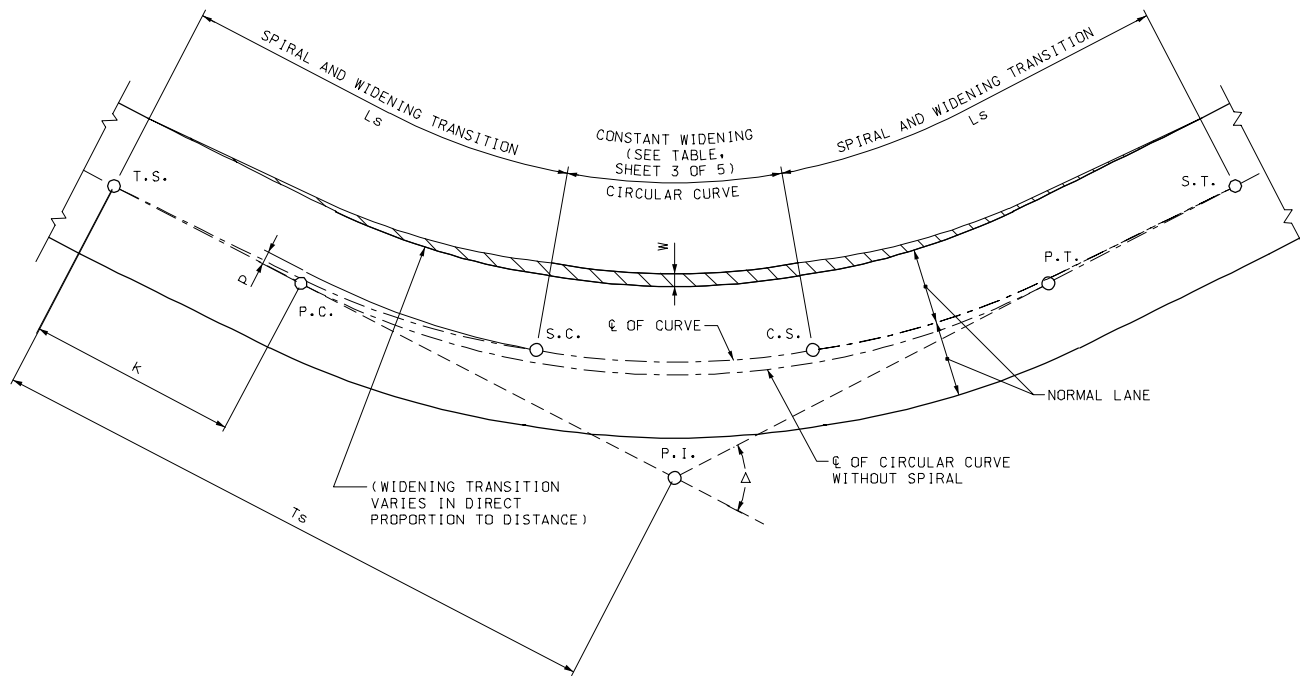 SPIRAL AND WIDENING TRANSITION
Ls
CONSTANT WIDENING
(SEE TABLE,
SHEET 3 OF 5)
CIRCULAR CURVE
SPIRAL AND WIDENING TRANSITION
Ls
T.S.
S.T.
W
P
P.C.
P.T.
S.C.
℄ OF CURVE
C.S.
K
NORMAL LANE
P.I.
Δ
℄ OF CIRCULAR CURVE
WITHOUT SPIRAL
(WIDENING TRANSITION
VARIES IN DIRECT
PROPORTION TO DISTANCE)
Ts